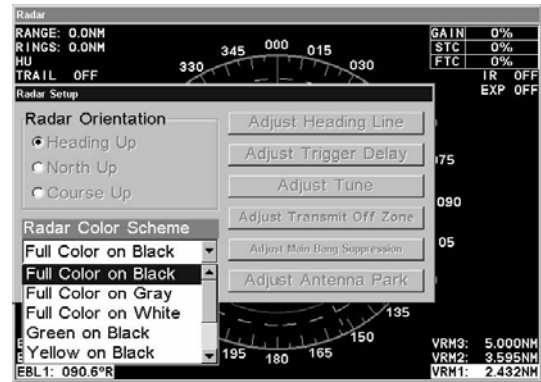 Radar
RANGE: 0.0NM
RINGS: 0.0NM
HU
TRAIL OFF
330 345 000 015 030
GAIN 0%
STC 0%
FTC 0%
IR OFF
EXP OFF
Radar Setup
Radar Orientation
Heading Up
North Up
Course Up
Radar Color Scheme
Full Color on Black
Full Color on Black
Full Color on Gray
Full Color on White
Green on Black
Yellow on Black
Adjust Heading Line
Adjust Trigger Delay
Adjust Tune
Adjust Transmit Off Zone
Adjust Main Bang Suppression
Adjust Antenna Park
75
090
05
135
150
195 180 165
EBL1: 090.6°R
VRM3: 5.000NM
VRM2: 3.595NM
VRM1: 2.432NM